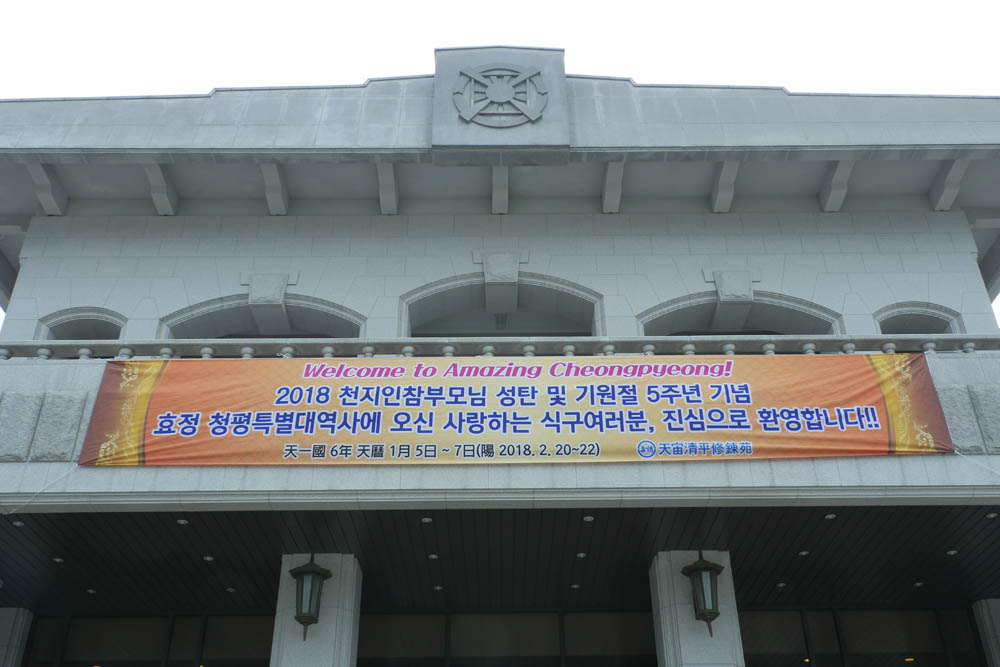 Welcome to Amazing Cheongpyeong!
2018 천지인참부모님 성탄 및 기원절 5주년 기념
효정 청평특별대역사에 오신 사랑하는 식구여러분, 진심으로 환영합니다!!
天一國 6年 天曆 1月 5日 ~ 7日(陽 2018. 2. 20~22) 天宙清平修鍊苑